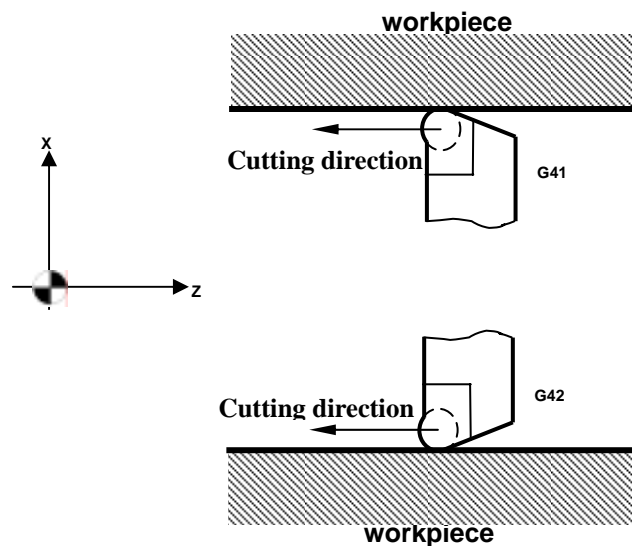 workpiece
Cutting direction
G41
X
Z
Cutting direction
G42
workpiece